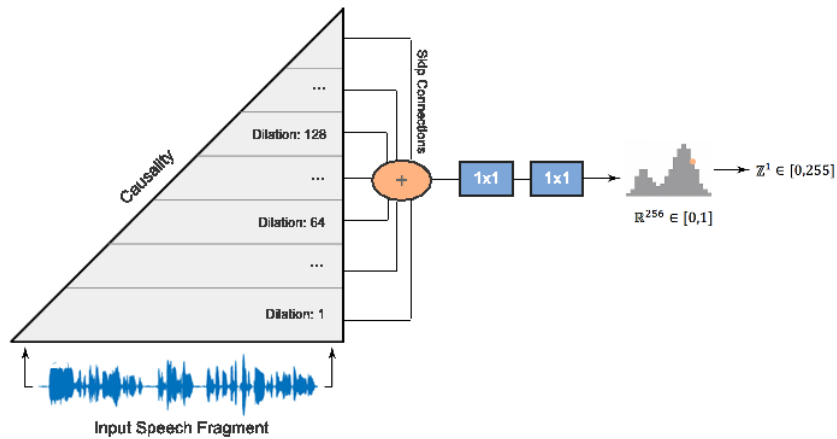 Skip Connections
...
Dilation: 128
Causality
...
+
1x1
1x1
ℤ¹ ∈ [0,255]
Dilation: 64
ℝ²⁵⁶ ∈ [0,1]
...
Dilation: 1
Input Speech Fragment